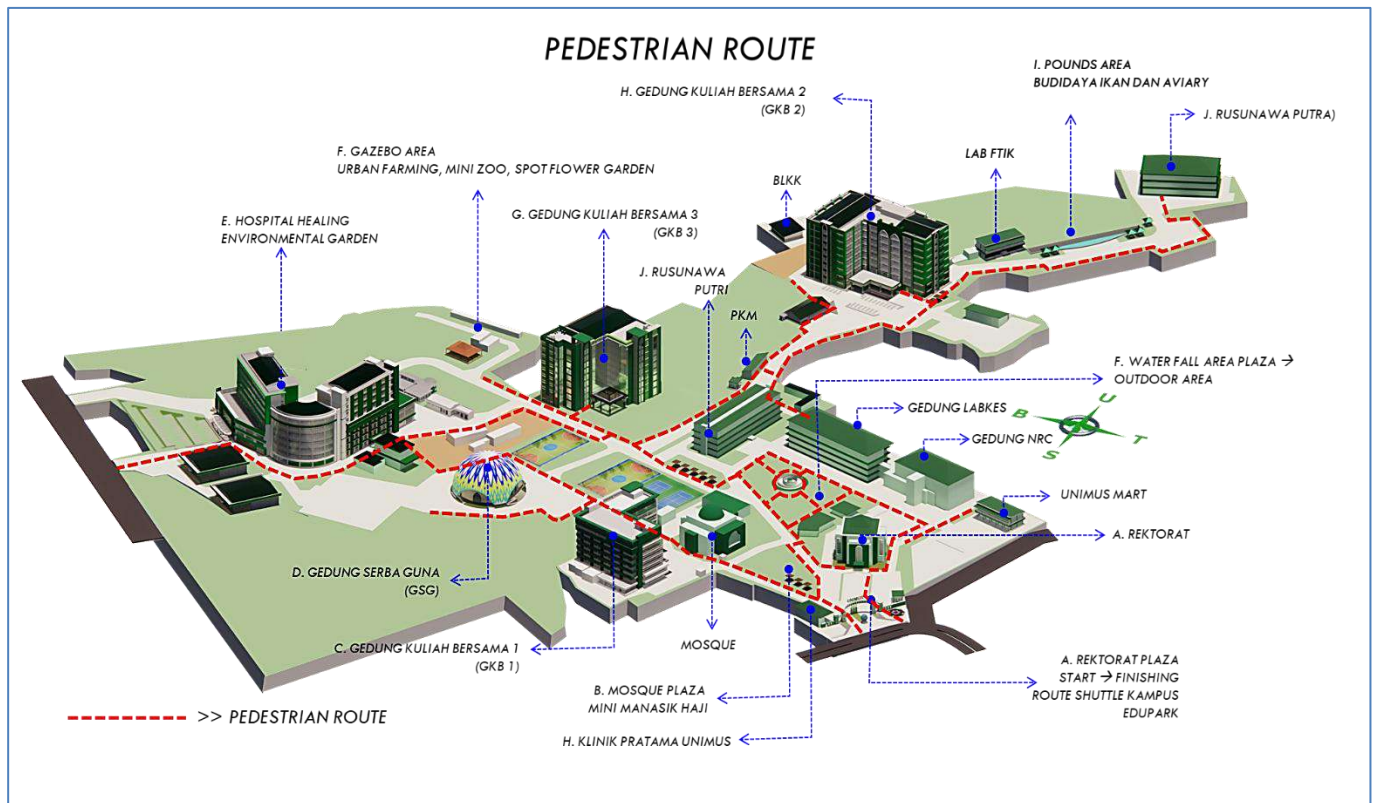 PEDESTRIAN ROUTE
I. POUNDS AREA
BUDIDAYA IKAN DAN AVIARY
H. GEDUNG KULIAH BERSAMA 2
(GKB 2)
J. RUSUNAWA PUTRA)
F. GAZEBO AREA
URBAN FARMING, MINI ZOO, SPOT FLOWER GARDEN
LAB FTIK
BLKK
E. HOSPITAL HEALING
ENVIRONMENTAL GARDEN
G. GEDUNG KULIAH BERSAMA 3
(GKB 3)
J. RUSUNAWA
PUTRI
PKM
F. WATER FALL AREA PLAZA →
OUTDOOR AREA
GEDUNG LABKES
B U
S T
GEDUNG NRC
UNIMUS MART
A. REKTORAT
D. GEDUNG SERBA GUNA
(GSG)
C. GEDUNG KULIAH BERSAMA 1
(GKB 1)
MOSQUE
B. MOSQUE PLAZA
MINI MANASIK HAJI
A. REKTORAT PLAZA
START → FINISHING
ROUTE SHUTTLE KAMPUS
EDUPARK
H. KLINIK PRATAMA UNIMUS
>> PEDESTRIAN ROUTE